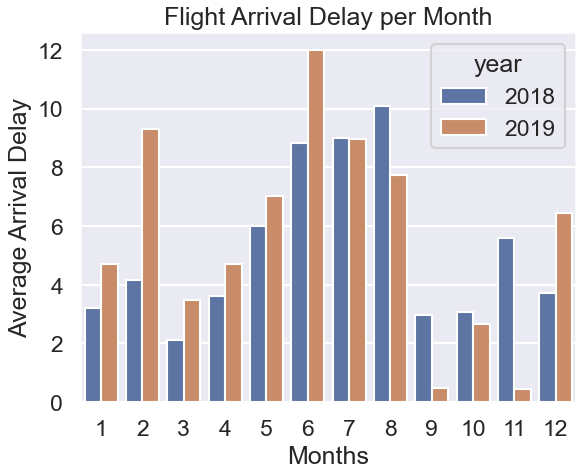 Flight Arrival Delay per Month
year
2018
2019
Average Arrival Delay
12
10
8
6
4
2
0
1 2 3 4 5 6 7 8 9 10 11 12
Months